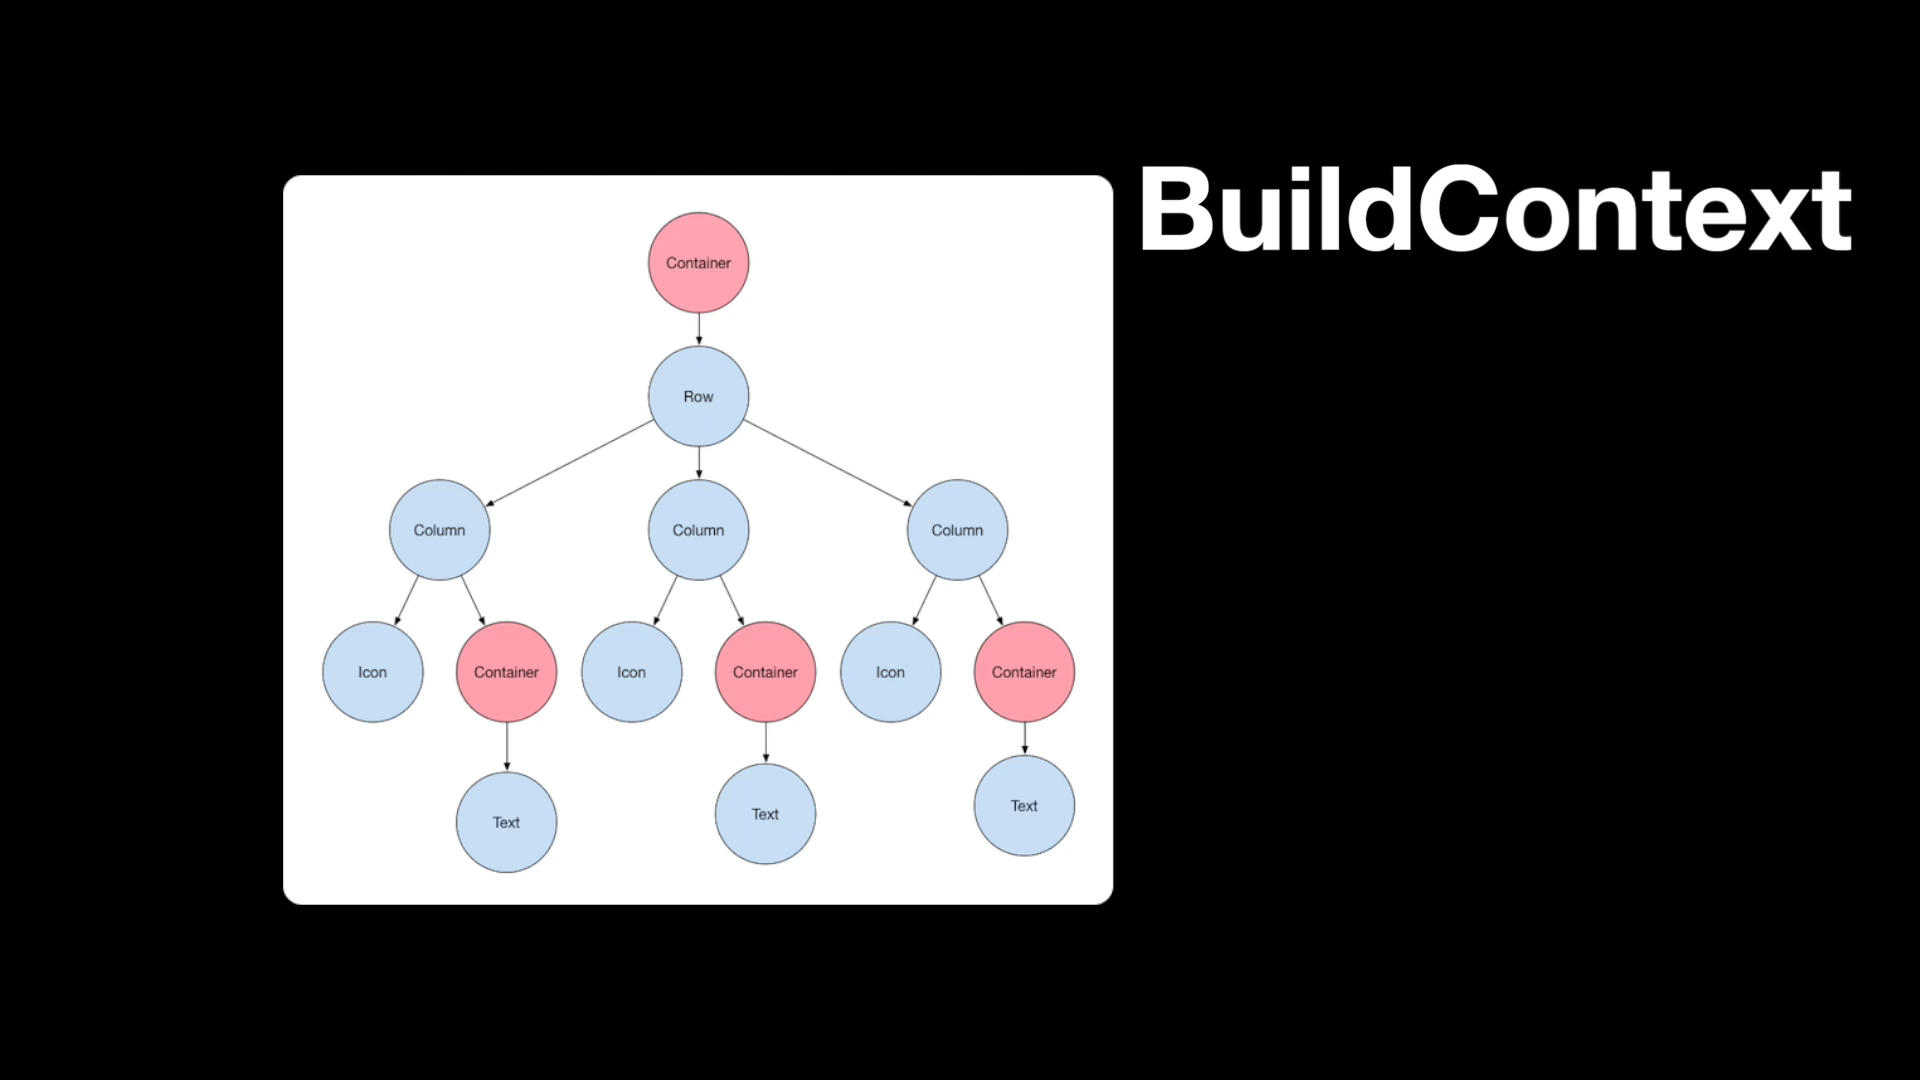 BuildContext
Container
Row
Column Column Column
Icon Container Icon Container Icon Container
Text Text Text